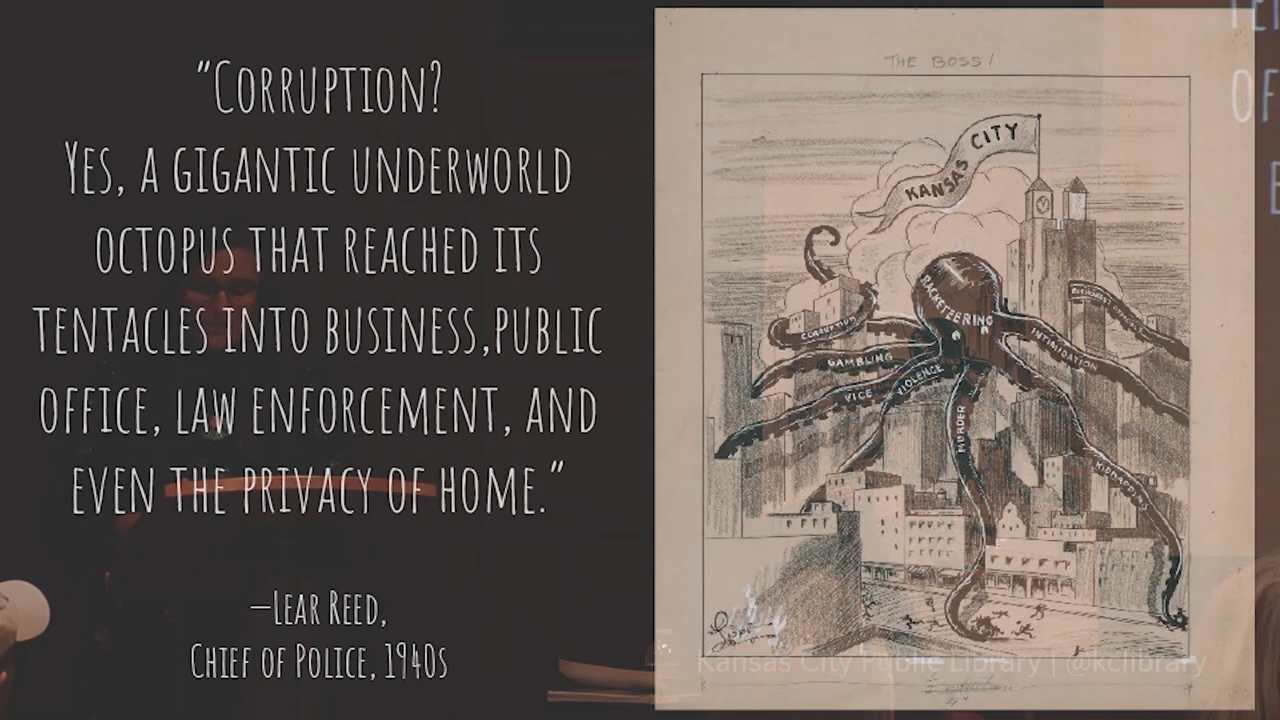 "Corruption?
Yes, a gigantic underworld
octopus that reached its
tentacles into business,public
office, law enforcement, and
even the privacy of home."
—Lear Reed,
Chief of Police, 1940s
THE BOSS!
KANSAS CITY
RACKETEERING
CORRUPTION
GAMBLING
INTIMIDATION
VICE
VIOLENCE
MURDER
KIDNAPPING
Kansas City Public Library | @kclibrary